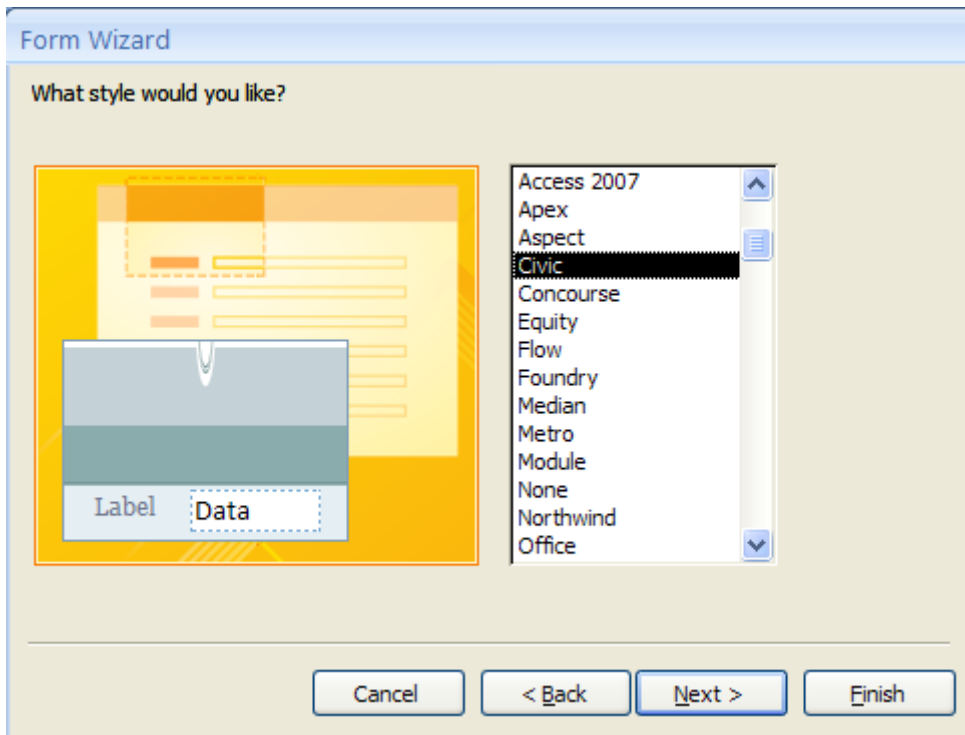 Form Wizard
What style would you like?
Label Data
Access 2007
Apex
Aspect
Civic
Concourse
Equity
Flow
Foundry
Median
Metro
Module
None
Northwind
Office
Cancel < Back Next > Finish